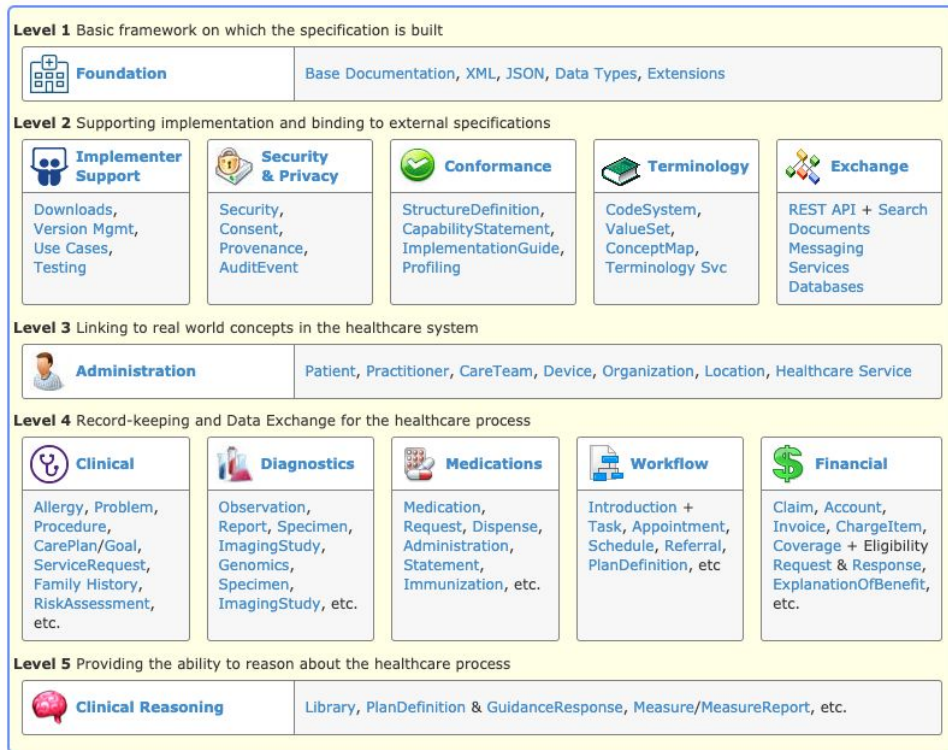 Level 1 Basic framework on which the specification is built
Foundation
Base Documentation, XML, JSON, Data Types, Extensions
Level 2 Supporting implementation and binding to external specifications
Implementer
Support
Downloads,
Version Mgmt,
Use Cases,
Testing
Security
& Privacy
Security,
Consent,
Provenance,
AuditEvent
Conformance
StructureDefinition,
CapabilityStatement,
ImplementationGuide,
Profiling
Terminology
CodeSystem,
ValueSet,
ConceptMap,
Terminology Svc
Exchange
REST API + Search
Documents
Messaging
Services
Databases
Level 3 Linking to real world concepts in the healthcare system
Administration
Patient, Practitioner, CareTeam, Device, Organization, Location, Healthcare Service
Level 4 Record-keeping and Data Exchange for the healthcare process
Clinical
Allergy, Problem,
Procedure,
CarePlan/Goal,
ServiceRequest,
Family History,
RiskAssessment,
etc.
Diagnostics
Observation,
Report, Specimen,
ImagingStudy,
Genomics,
Specimen,
ImagingStudy, etc.
Medications
Medication,
Request, Dispense,
Administration,
Statement,
Immunization, etc.
Workflow
Introduction +
Task, Appointment,
Schedule, Referral,
PlanDefinition, etc
Financial
Claim, Account,
Invoice, ChargeItem,
Coverage + Eligibility
Request & Response,
ExplanationOfBenefit,
etc.
Level 5 Providing the ability to reason about the healthcare process
Clinical Reasoning
Library, PlanDefinition & GuidanceResponse, Measure/MeasureReport, etc.